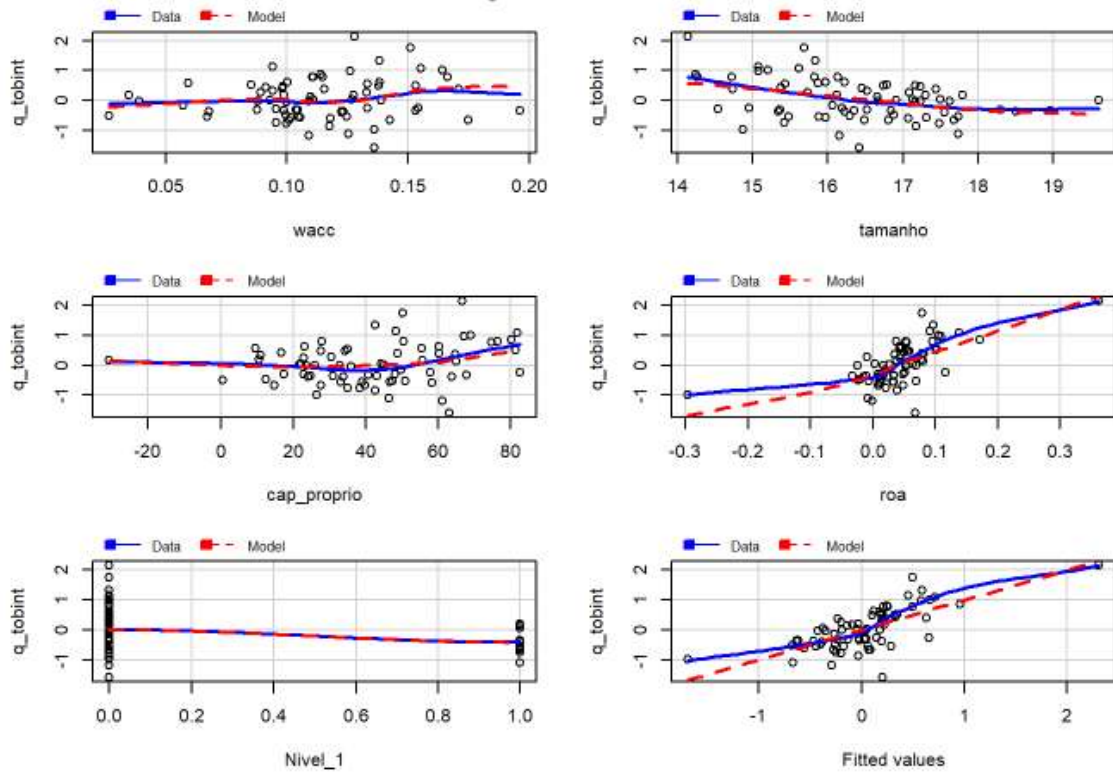 Data Model
q_tobint
2
1
0
-1
0.05 0.10 0.15 0.20
wacc
Data Model
q_tobint
2
1
0
-1
14 15 16 17 18 19
tamanho
Data Model
q_tobint
2
1
0
-1
-20 0 20 40 60 80
cap_proprio
Data Model
q_tobint
2
1
0
-1
-0.3 -0.2 -0.1 0.0 0.1 0.2 0.3
roa
Data Model
q_tobint
2
1
0
-1
0.0 0.2 0.4 0.6 0.8 1.0
Nivel_1
Data Model
q_tobint
2
1
0
-1
-1 0 1 2
Fitted values